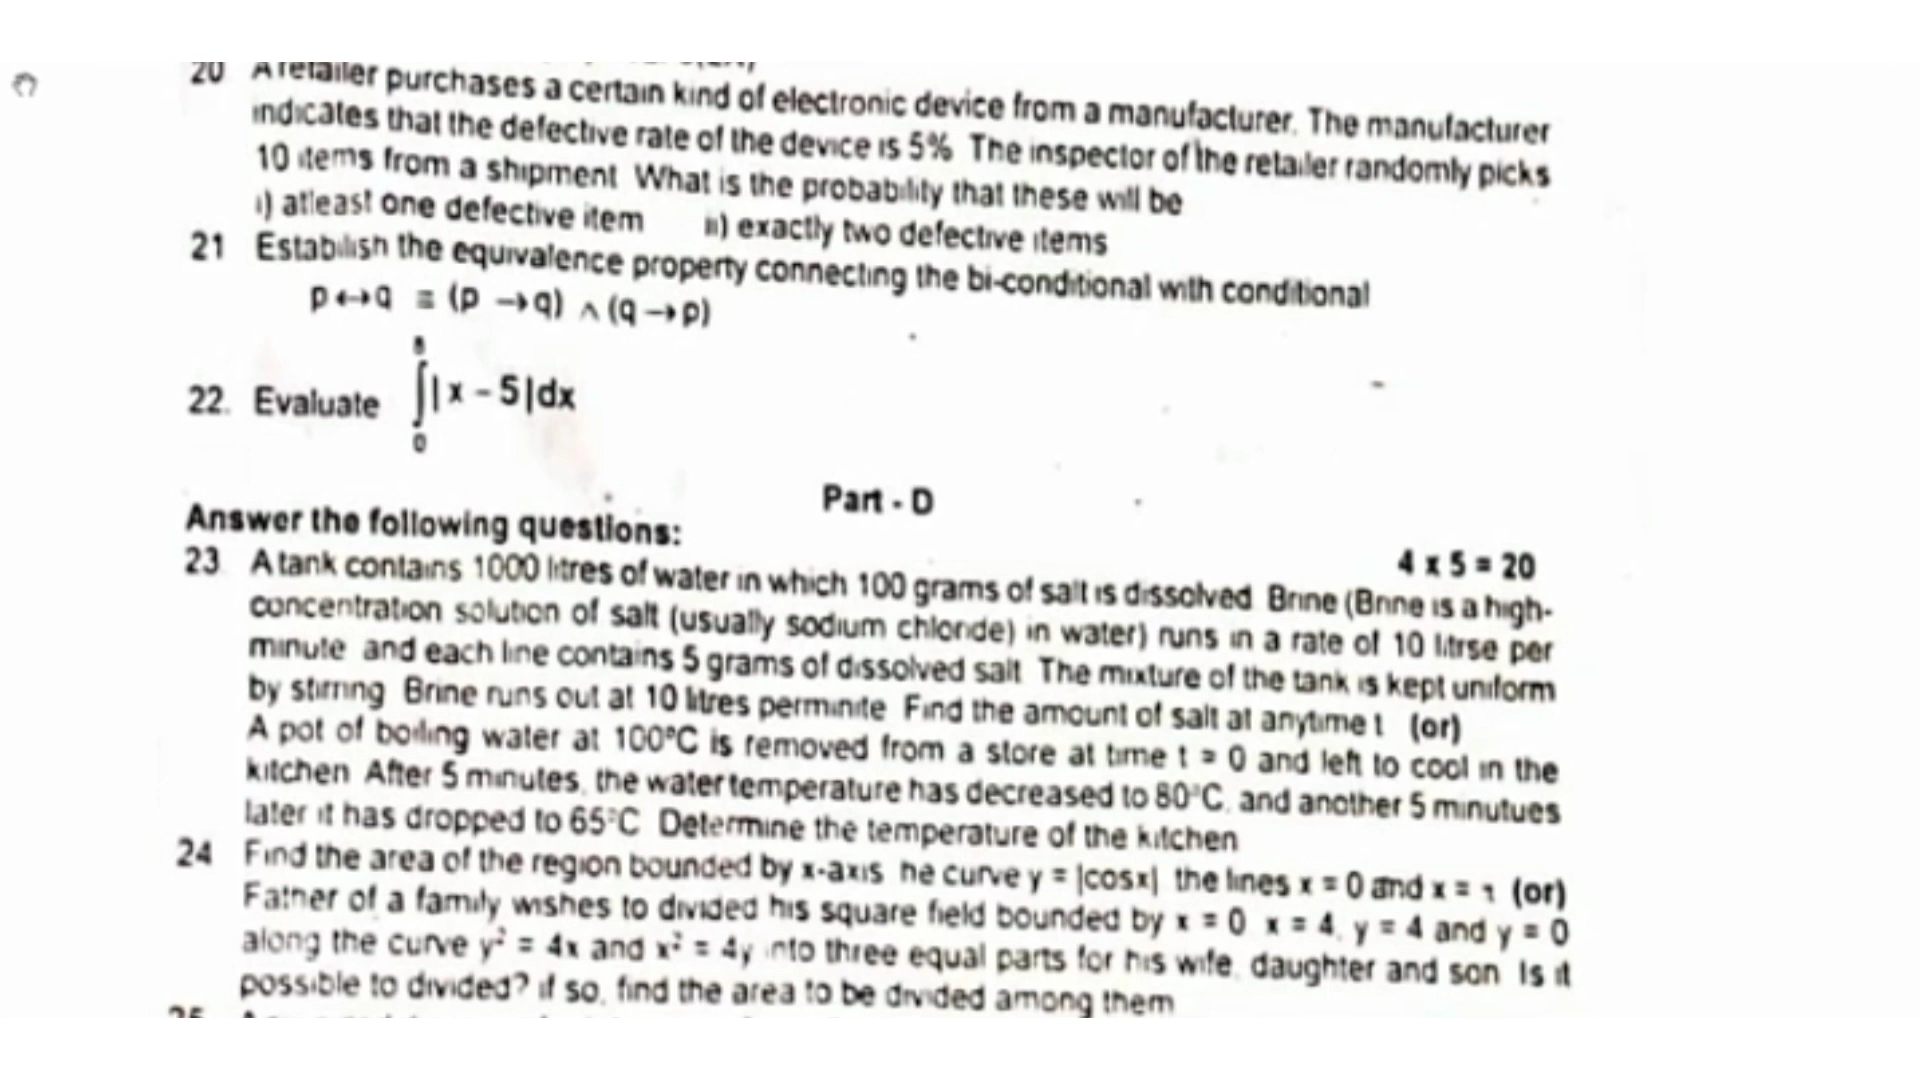 20 A retailer purchases a certain kind of electronic device from a manufacturer. The manufacturer
indicates that the defective rate of the device is 5% The inspector of the retailer randomly picks
10 items from a shipment What is the probability that these will be
i) atleast one defective item ii) exactly two defective items
21 Establish the equivalence property connecting the bi-conditional with conditional
p↔q ≡ (p →q) ∧ (q →p)
22. Evaluate ∫|x - 5|dx
0
Part - D
Answer the following questions:
4 x 5 = 20
23 A tank contains 1000 litres of water in which 100 grams of salt is dissolved Brine (Brine is a high-
concentration solution of salt (usually sodium chloride) in water) runs in a rate of 10 litrse per
minute and each line contains 5 grams of dissolved salt The mixture of the tank is kept uniform
by stirring Brine runs out at 10 litres perminite Find the amount of salt at anytime t (or)
A pot of boiling water at 100°C is removed from a store at time t = 0 and left to cool in the
kitchen After 5 minutes, the water temperature has decreased to 80°C, and another 5 minutues
later it has dropped to 65°C Determine the temperature of the kitchen
24 Find the area of the region bounded by x-axis he curve y = |cosx| the lines x = 0 and x = (or)
Father of a family wishes to divided his square field bounded by x = 0 x = 4, y = 4 and y = 0
along the curve y² = 4x and x² = 4y into three equal parts for his wife, daughter and son Is it
possible to divided? if so, find the area to be divided among them